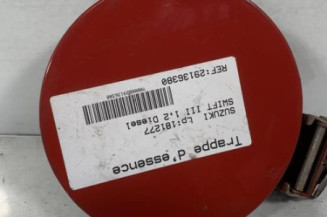 Trappe d'essence
SUZUKI Lp:181277
SWIFT III 1.2 Diesel
REF:29136380